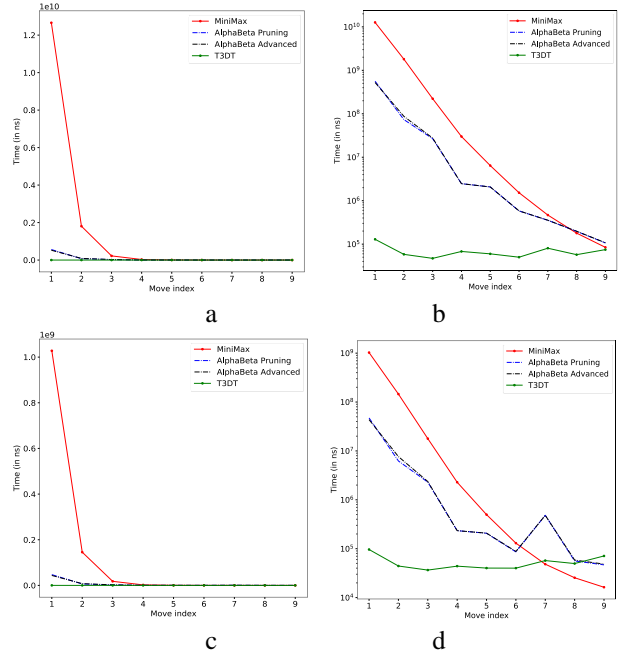 1e10
MiniMax
AlphaBeta Pruning
AlphaBeta Advanced
T3DT
Time (in ns)
1.2
1.0
0.8
0.6
0.4
0.2
0.0
1 2 3 4 5 6 7 8 9
Move index
a
MiniMax
AlphaBeta Pruning
AlphaBeta Advanced
T3DT
Time (in ns)
10^10
10^9
10^8
10^7
10^6
10^5
1 2 3 4 5 6 7 8 9
Move index
b
1e9
MiniMax
AlphaBeta Pruning
AlphaBeta Advanced
T3DT
Time (in ns)
1.0
0.8
0.6
0.4
0.2
0.0
1 2 3 4 5 6 7 8 9
Move index
c
MiniMax
AlphaBeta Pruning
AlphaBeta Advanced
T3DT
Time (in ns)
10^9
10^8
10^7
10^6
10^5
10^4
1 2 3 4 5 6 7 8 9
Move index
d